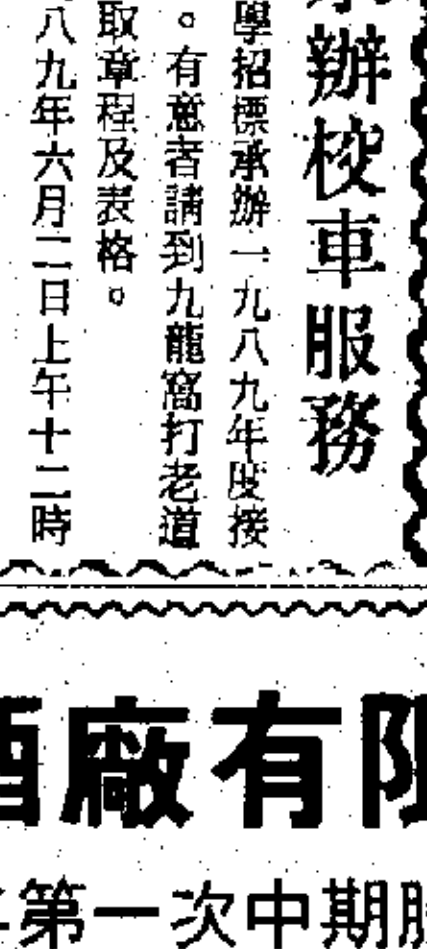 辦校車服務
學招標承辦一九八九年度接
。有意者請到九龍窩打老道
取章程及表格。
八九年六月二日上午十二時
酒廠有限
第一次中期